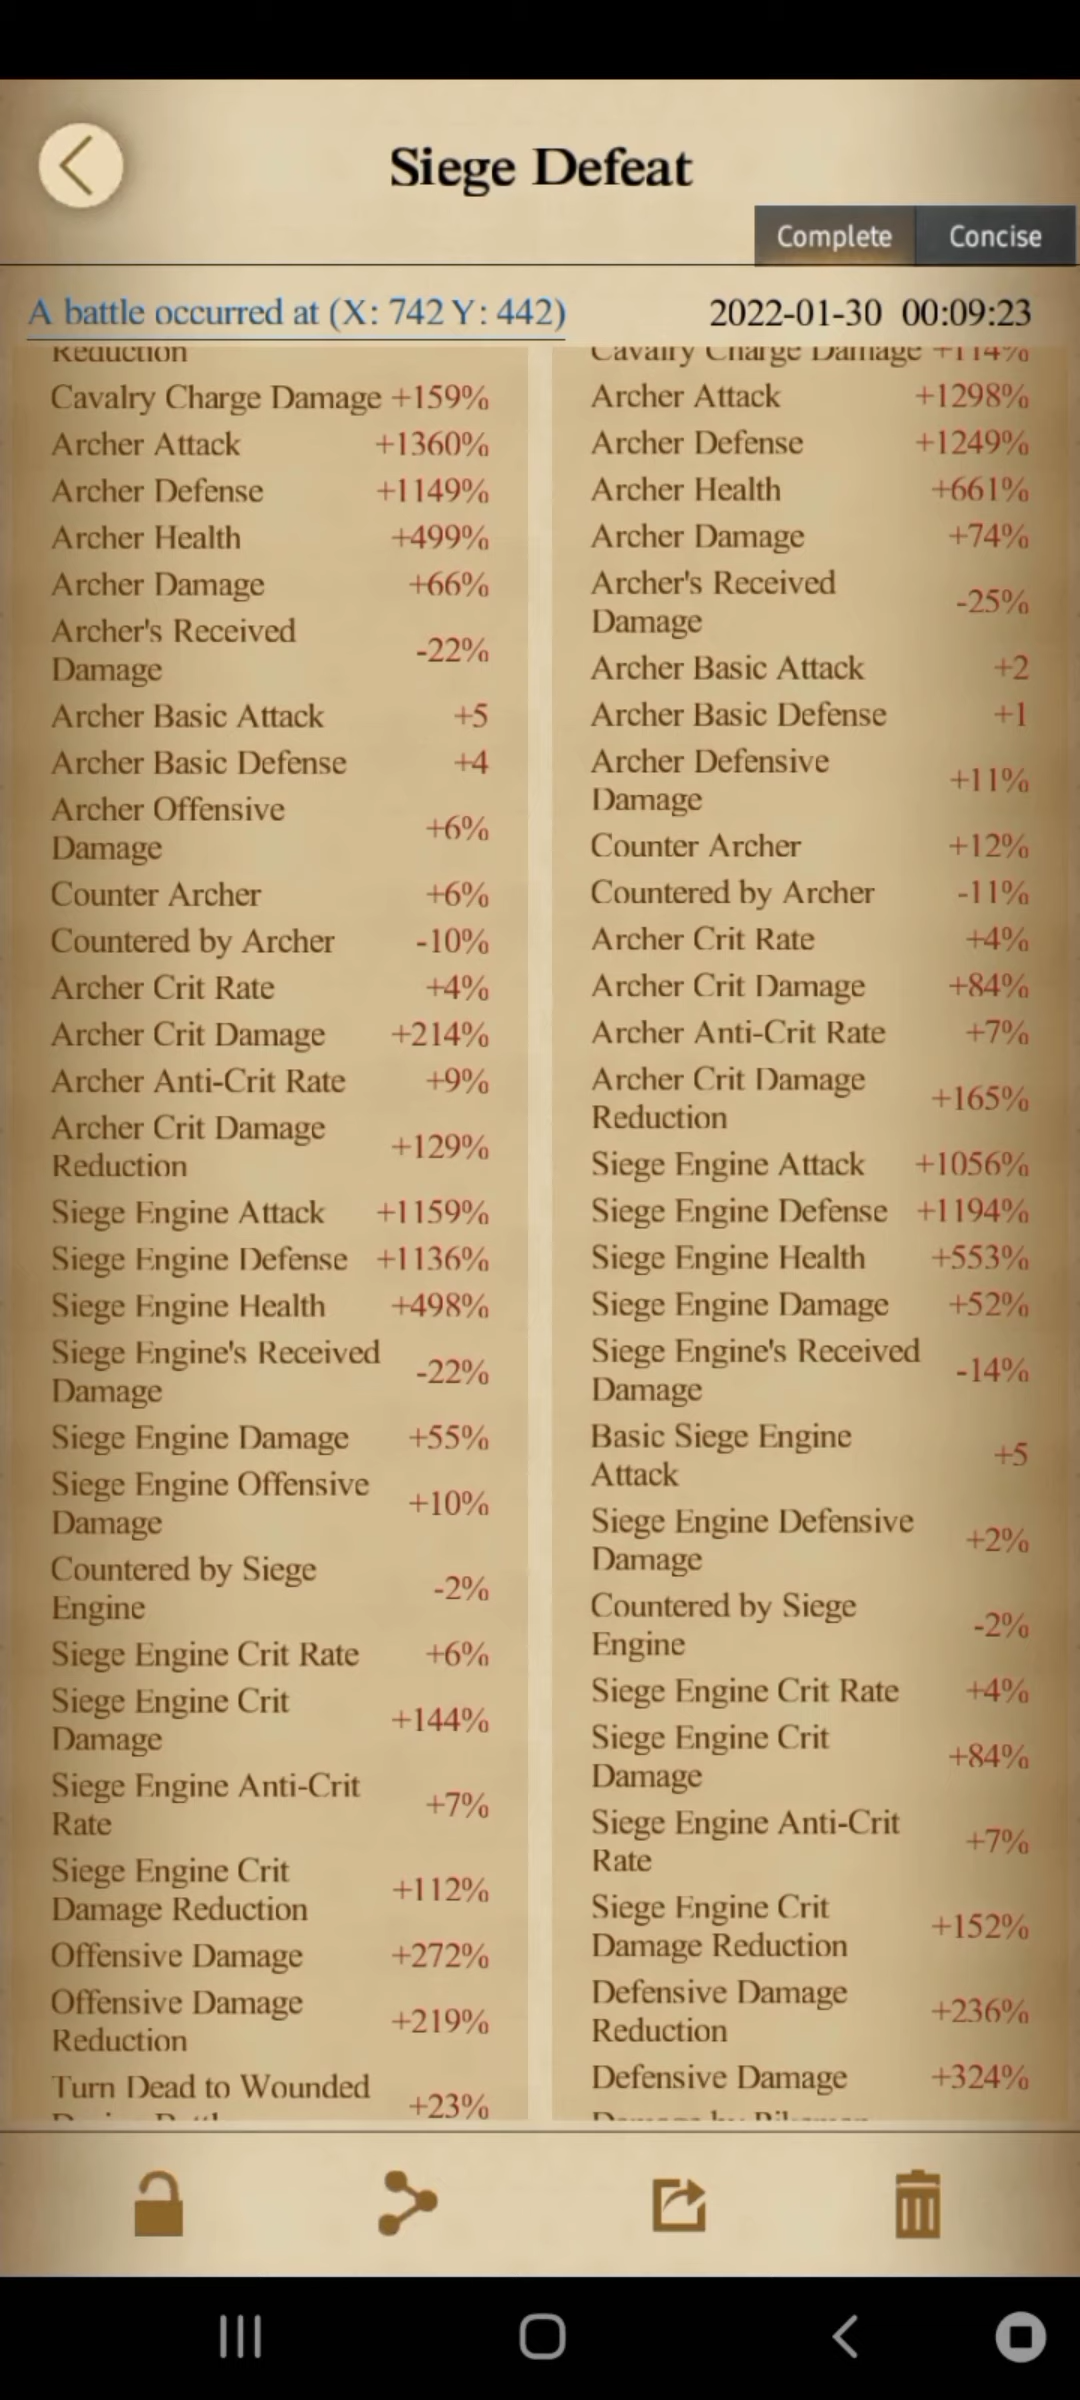 Siege Defeat
Complete
Concise
A battle occurred at (X: 742 Y: 442)
2022-01-30 00:09:23
Reduction
Cavalry Charge Damage +159%
Archer Attack +1360%
Archer Defense +1149%
Archer Health +499%
Archer Damage +66%
Archer's Received
Damage -22%
Archer Basic Attack +5
Archer Basic Defense +4
Archer Offensive
Damage +6%
Counter Archer +6%
Countered by Archer -10%
Archer Crit Rate +4%
Archer Crit Damage +214%
Archer Anti-Crit Rate +9%
Archer Crit Damage
Reduction +129%
Siege Engine Attack +1159%
Siege Engine Defense +1136%
Siege Engine Health +498%
Siege Engine's Received
Damage -22%
Siege Engine Damage +55%
Siege Engine Offensive
Damage +10%
Countered by Siege
Engine -2%
Siege Engine Crit Rate +6%
Siege Engine Crit
Damage +144%
Siege Engine Anti-Crit
Rate +7%
Siege Engine Crit
Damage Reduction +112%
Offensive Damage +272%
Offensive Damage
Reduction +219%
Turn Dead to Wounded +23%
Cavalry Charge Damage +114%
Archer Attack +1298%
Archer Defense +1249%
Archer Health +661%
Archer Damage +74%
Archer's Received
Damage -25%
Archer Basic Attack +2
Archer Basic Defense +1
Archer Defensive
Damage +11%
Counter Archer +12%
Countered by Archer -11%
Archer Crit Rate +4%
Archer Crit Damage +84%
Archer Anti-Crit Rate +7%
Archer Crit Damage
Reduction +165%
Siege Engine Attack +1056%
Siege Engine Defense +1194%
Siege Engine Health +553%
Siege Engine Damage +52%
Siege Engine's Received
Damage -14%
Basic Siege Engine
Attack +5
Siege Engine Defensive
Damage +2%
Countered by Siege
Engine -2%
Siege Engine Crit Rate +4%
Siege Engine Crit
Damage +84%
Siege Engine Anti-Crit
Rate +7%
Siege Engine Crit
Damage Reduction +152%
Defensive Damage
Reduction +236%
Defensive Damage +324%